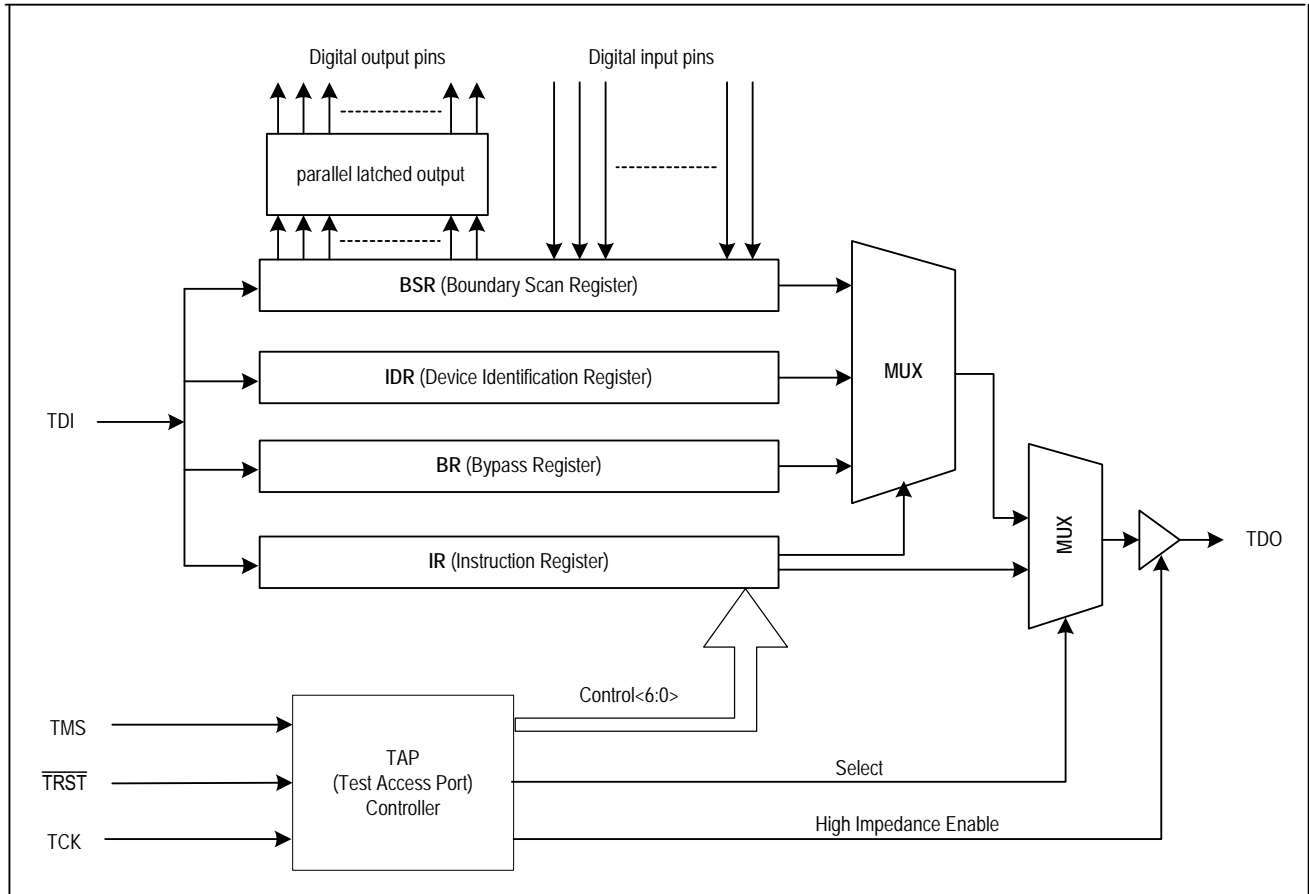 Digital output pins
Digital input pins
parallel latched output
BSR (Boundary Scan Register)
IDR (Device Identification Register)
MUX
TDI
BR (Bypass Register)
MUX
TDO
IR (Instruction Register)
Control<6:0>
TMS
TAP
(Test Access Port)
Controller
T̅R̅S̅T̅
Select
TCK
High Impedance Enable